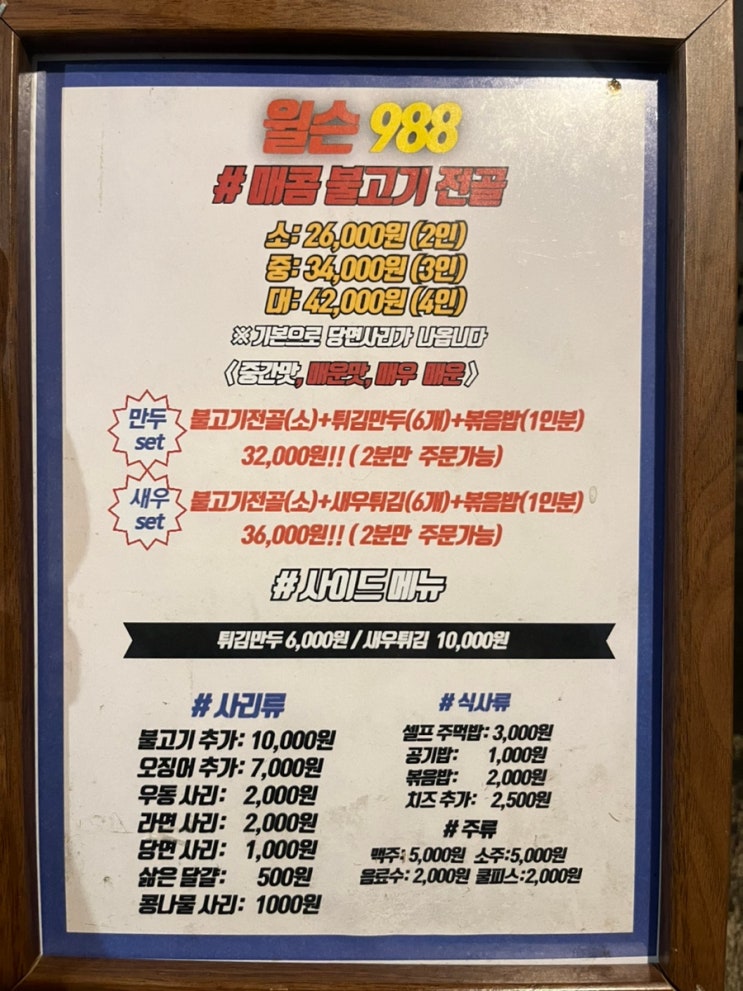 월슨 988
# 매콤 불고기 전골
소: 26,000원 (2인)
중: 34,000원 (3인)
대: 42,000원 (4인)
※기본으로 당면사리가 나옵니다
〈중간맛, 매운맛, 매우 매운〉
만두 set
불고기전골(소)+튀김만두(6개)+볶음밥(1인분)
32,000원!! ( 2분만 주문가능)
새우 set
불고기전골(소)+새우튀김(6개)+볶음밥(1인분)
36,000원!! ( 2분만 주문가능)
# 사이드 메뉴
튀김만두 6,000원 / 새우튀김 10,000원
# 사리류
불고기 추가: 10,000원
오징어 추가: 7,000원
우동 사리: 2,000원
라면 사리: 2,000원
당면 사리: 1,000원
삶은 달걀: 500원
콩나물 사리: 1000원
# 식사류
셀프 주먹밥: 3,000원
공기밥: 1,000원
볶음밥: 2,000원
치즈 추가: 2,500원
# 주류
맥주: 5,000원 소주:5,000원
음료수: 2,000원 쿨피스:2,000원